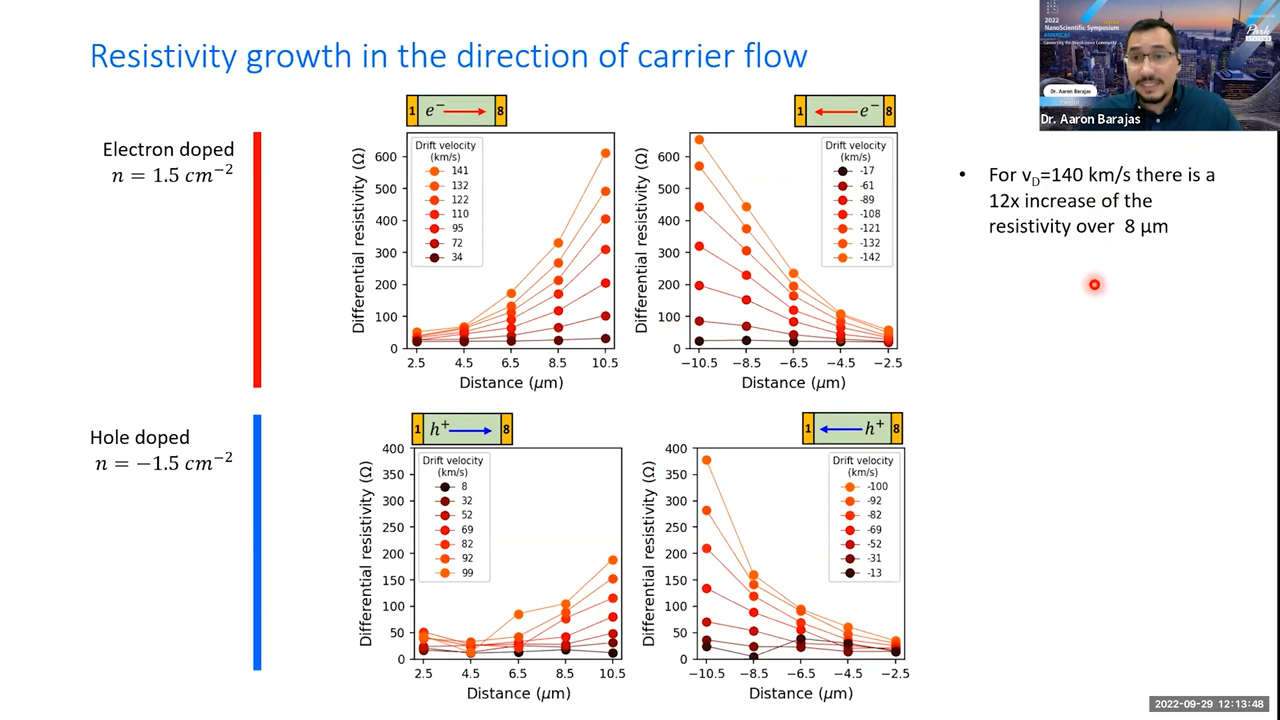 Resistivity growth in the direction of carrier flow
2022
NanoScientific Symposium
AMERICAS
Park
SYSTEMS
Dr. Aaron Barajas
Dr. Aaron Barajas
Electron doped
n = 1.5 cm⁻²
1 e⁻ 8
Drift velocity
(km/s)
141
132
122
110
95
72
34
Differential resistivity (Ω)
600
500
400
300
200
100
0
2.5 4.5 6.5 8.5 10.5
Distance (μm)
1 e⁻ 8
Drift velocity
(km/s)
-17
-61
-89
-108
-121
-132
-142
Differential resistivity (Ω)
600
500
400
300
200
100
0
−10.5 −8.5 −6.5 −4.5 −2.5
Distance (μm)
• For v_D=140 km/s there is a
12x increase of the
resistivity over 8 μm
Hole doped
n = −1.5 cm⁻²
1 h⁺ 8
Drift velocity
(km/s)
8
32
52
69
82
92
99
Differential resistivity (Ω)
400
350
300
250
200
150
100
50
0
2.5 4.5 6.5 8.5 10.5
Distance (μm)
1 h⁺ 8
Drift velocity
(km/s)
-100
-92
-82
-69
-52
-31
-13
Differential resistivity (Ω)
400
350
300
250
200
150
100
50
0
−10.5 −8.5 −6.5 −4.5 −2.5
Distance (μm)
2022-09-29 12:13:48